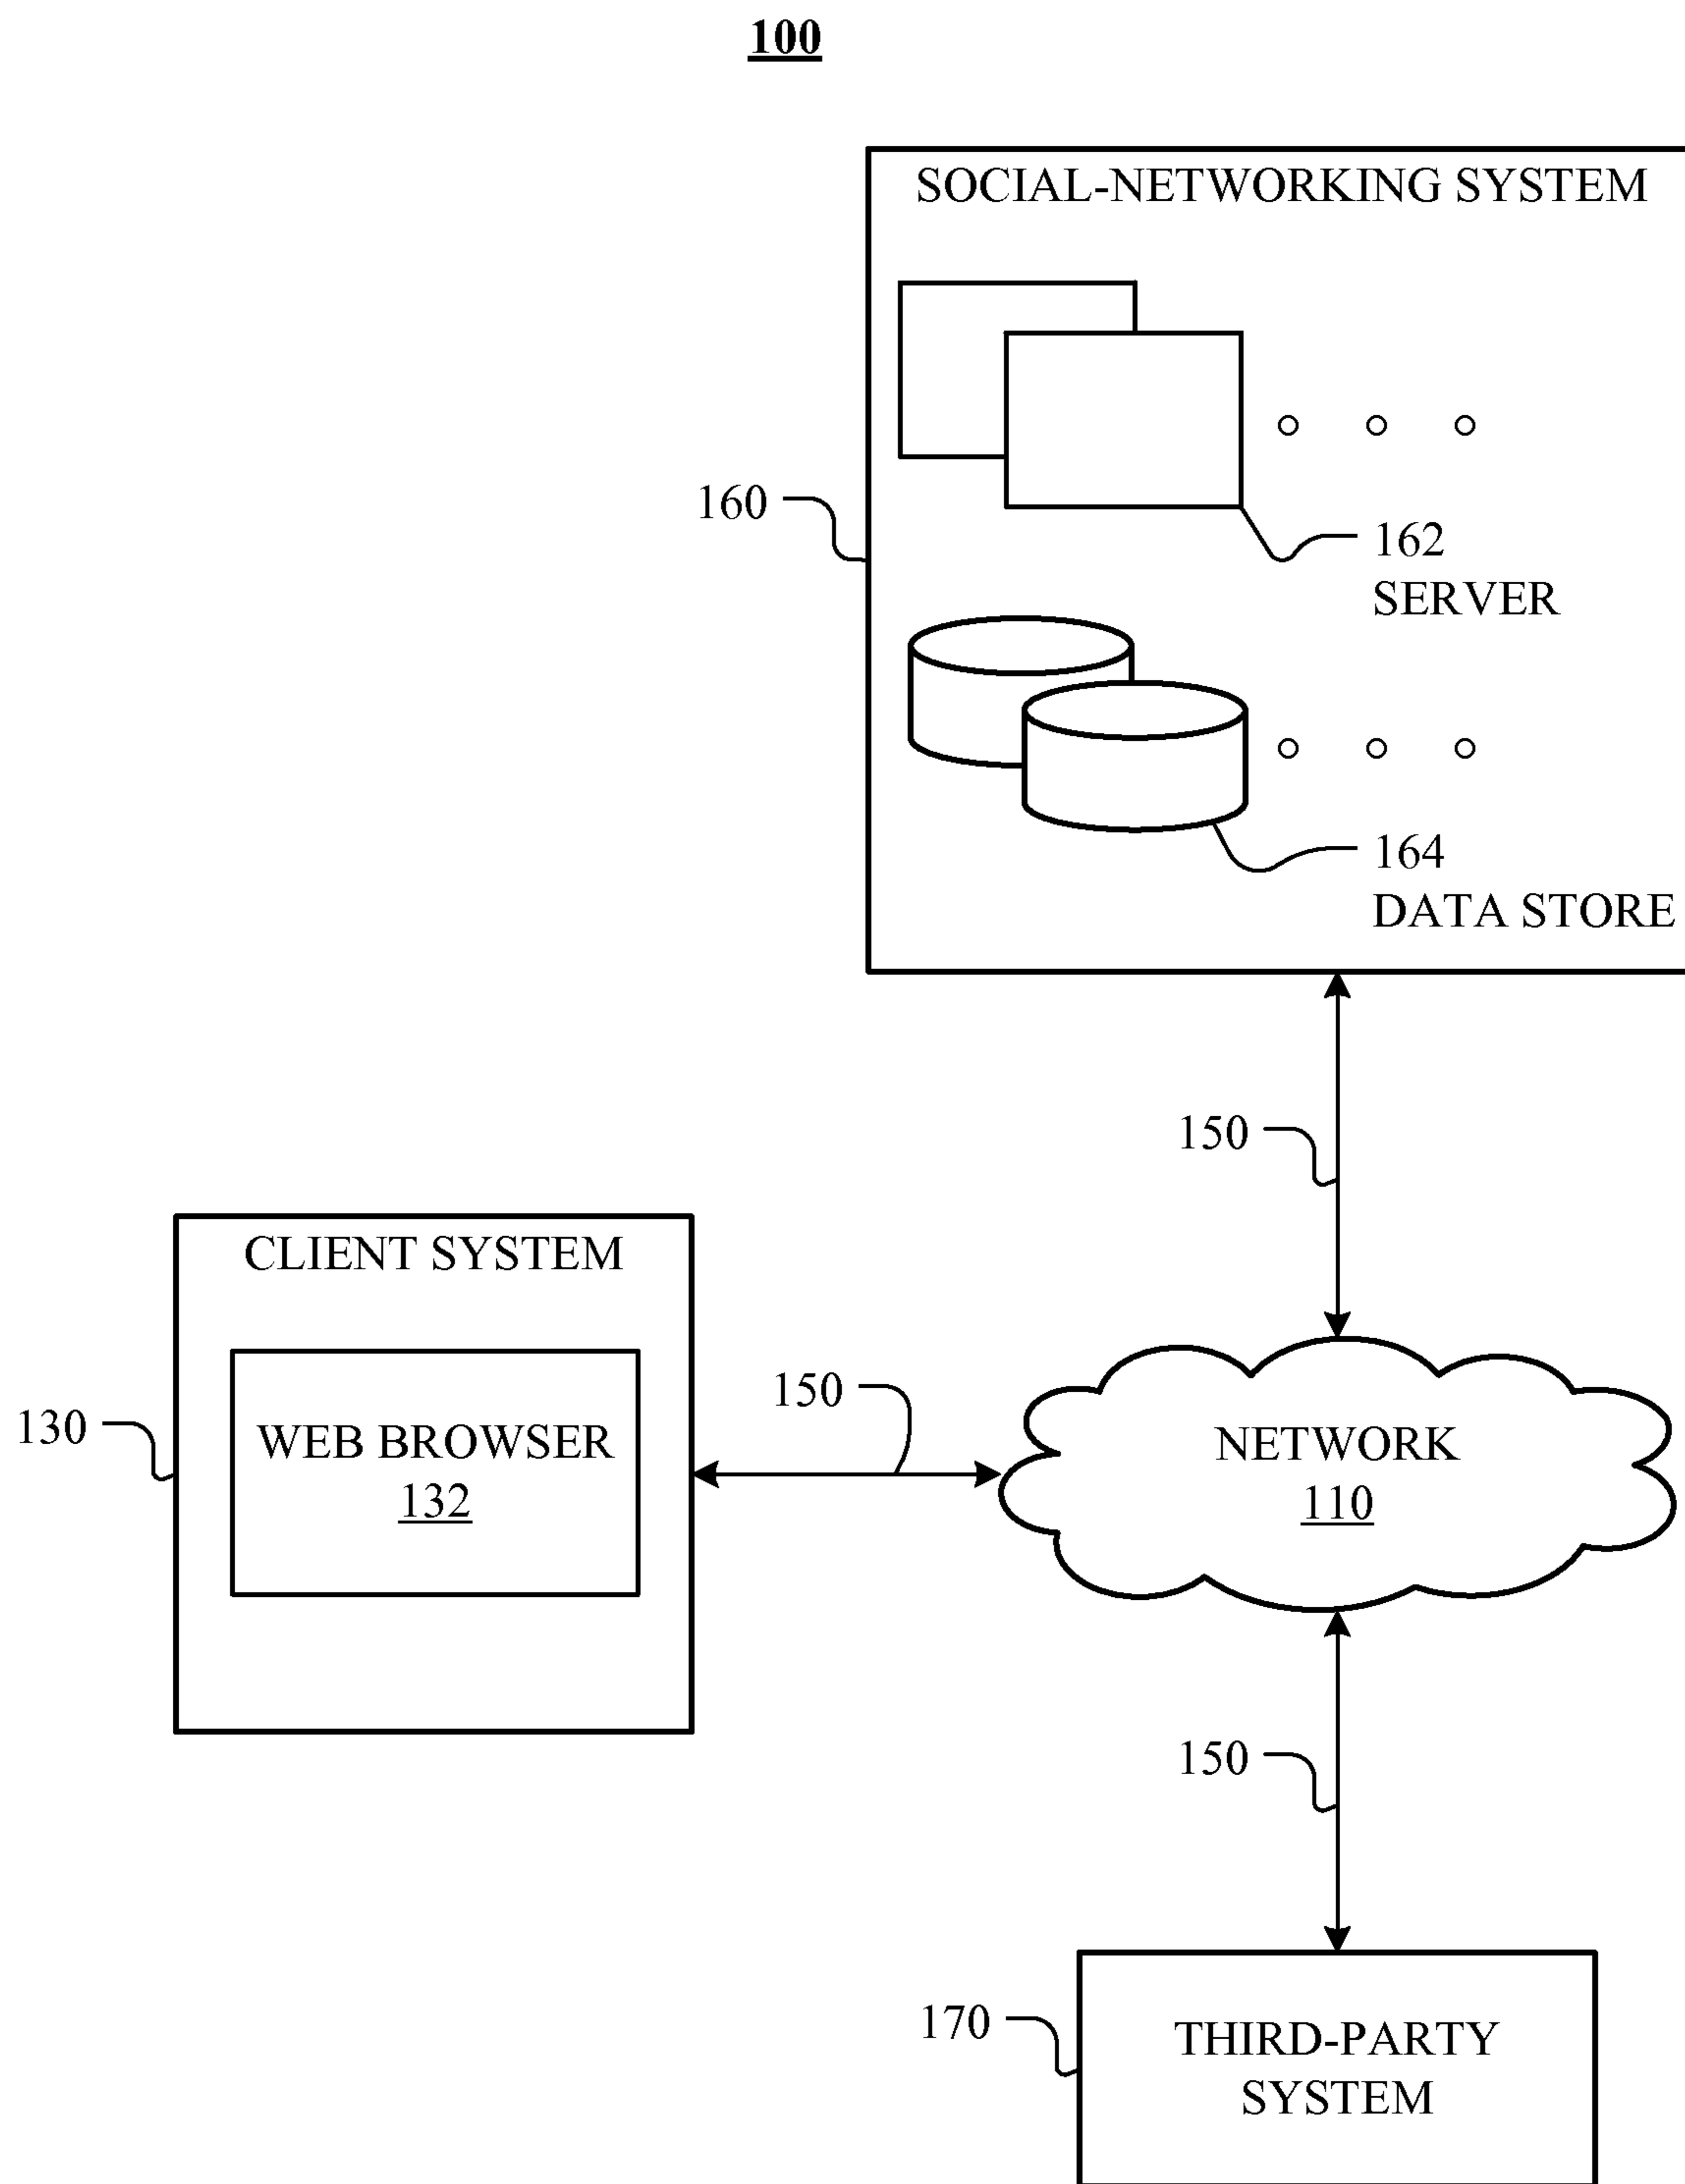 100
SOCIAL-NETWORKING SYSTEM
160
162
SERVER
164
DATA STORE
150
CLIENT SYSTEM
WEB BROWSER
132
130
150
NETWORK
110
150
170
THIRD-PARTY
SYSTEM